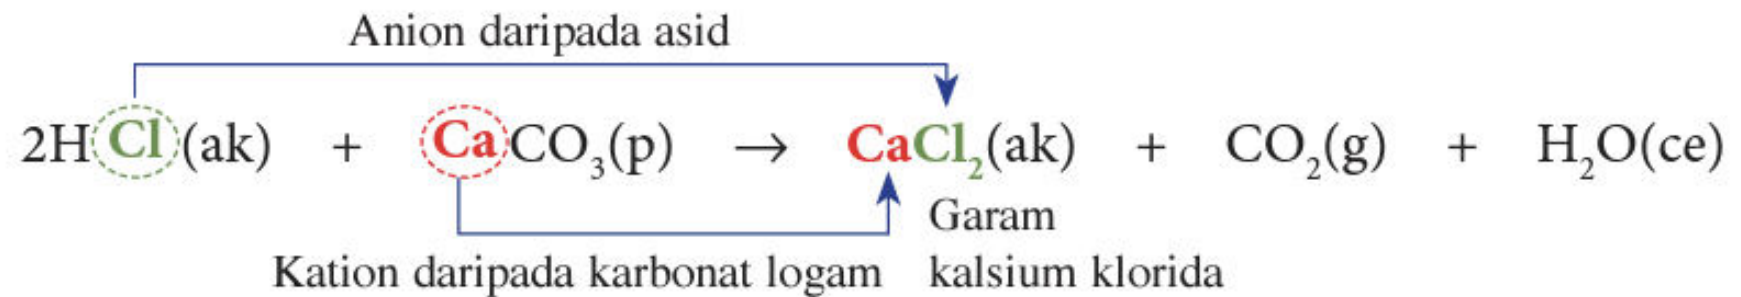 Anion daripada asid
2HCl(ak) + CaCO₃(p) → CaCl₂(ak) + CO₂(g) + H₂O(ce)
Garam
Kation daripada karbonat logam kalsium klorida